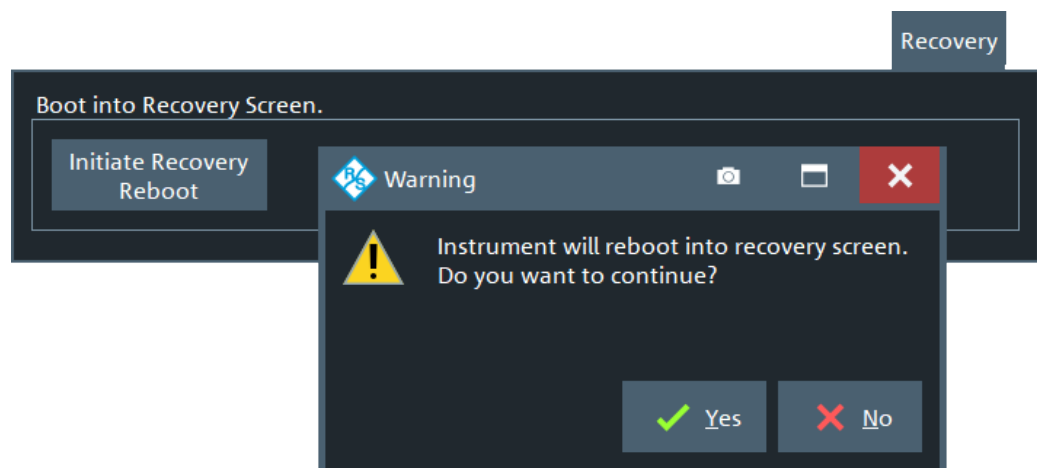 Recovery
Boot into Recovery Screen.
Initiate Recovery
Reboot
R/S
Warning
Instrument will reboot into recovery screen.
Do you want to continue?
Yes
No